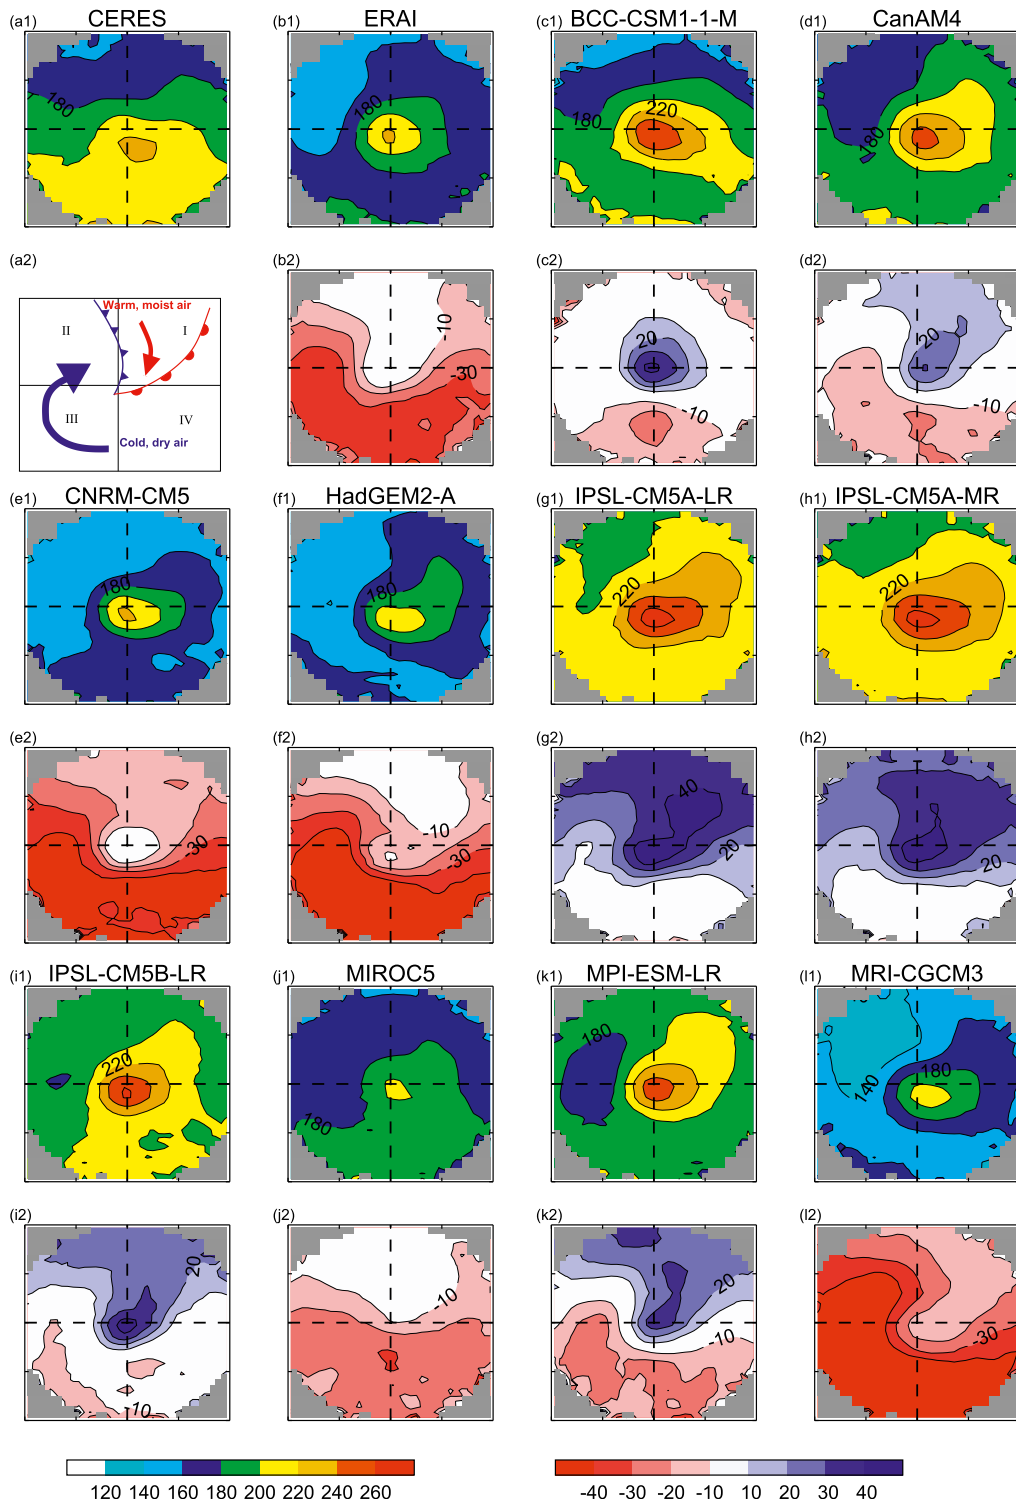 (a1) CERES
(b1) ERAI
(c1) BCC-CSM1-1-M
(d1) CanAM4
180
180
220
180
180
(a2)
(b2)
(c2)
(d2)
Warm, moist air
II
I
III
IV
Cold, dry air
-10
-30
20
-10
20
-10
(e1) CNRM-CM5
(f1) HadGEM2-A
(g1) IPSL-CM5A-LR
(h1) IPSL-CM5A-MR
180
180
220
220
(e2)
(f2)
(g2)
(h2)
-30
-10
-30
40
20
20
(i1) IPSL-CM5B-LR
(j1) MIROC5
(k1) MPI-ESM-LR
(l1) MRI-CGCM3
220
180
180
180
140
(i2)
(j2)
(k2)
(l2)
20
-10
-10
20
-10
-30
120 140 160 180 200 220 240 260
-40 -30 -20 -10 10 20 30 40